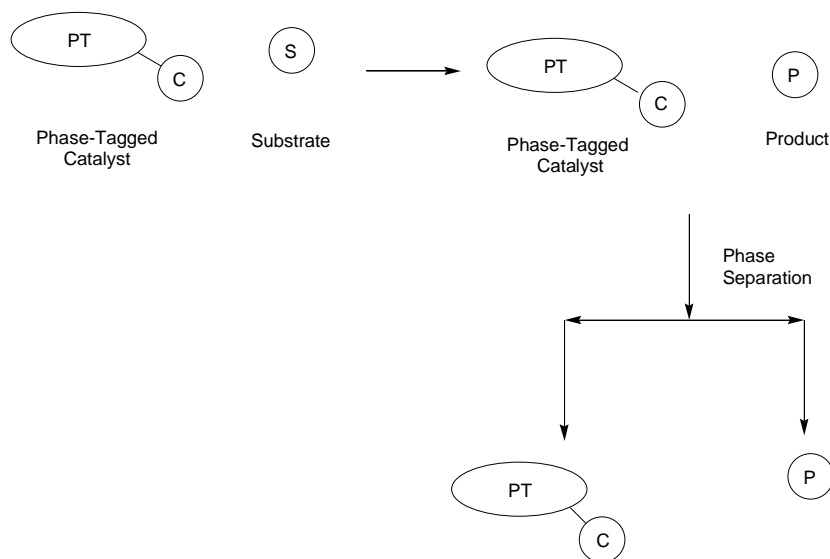 PT
C
S
PT
C
P
Phase-Tagged
Catalyst
Substrate
Phase-Tagged
Catalyst
Product
Phase
Separation
PT
C
P